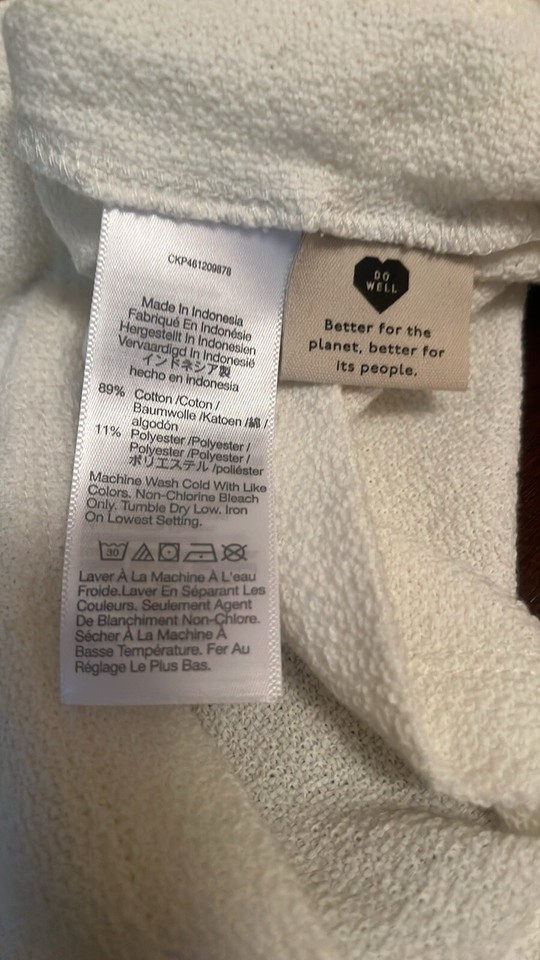 CKP461209878
Made In Indonesia
Fabriqué En Indonésie
Hergestellt In Indonesien
Vervaardigd In Indonesië
インドネシア製
hecho en indonesia
89% Cotton /Coton /
Baumwolle /Katoen /綿 /
algodón
11% Polyester /Polyester /
Polyester /Polyester /
ポリエステル /poliéster
Machine Wash Cold With Like
Colors. Non-Chlorine Bleach
Only. Tumble Dry Low. Iron
On Lowest Setting.
30
Laver À La Machine À L'eau
Froide.Laver En Séparant Les
Couleurs. Seulement Agent
De Blanchiment Non-Chlore.
Sécher À La Machine À
Basse Température. Fer Au
Réglage Le Plus Bas.
DO
WELL
Better for the
planet, better for
its people.